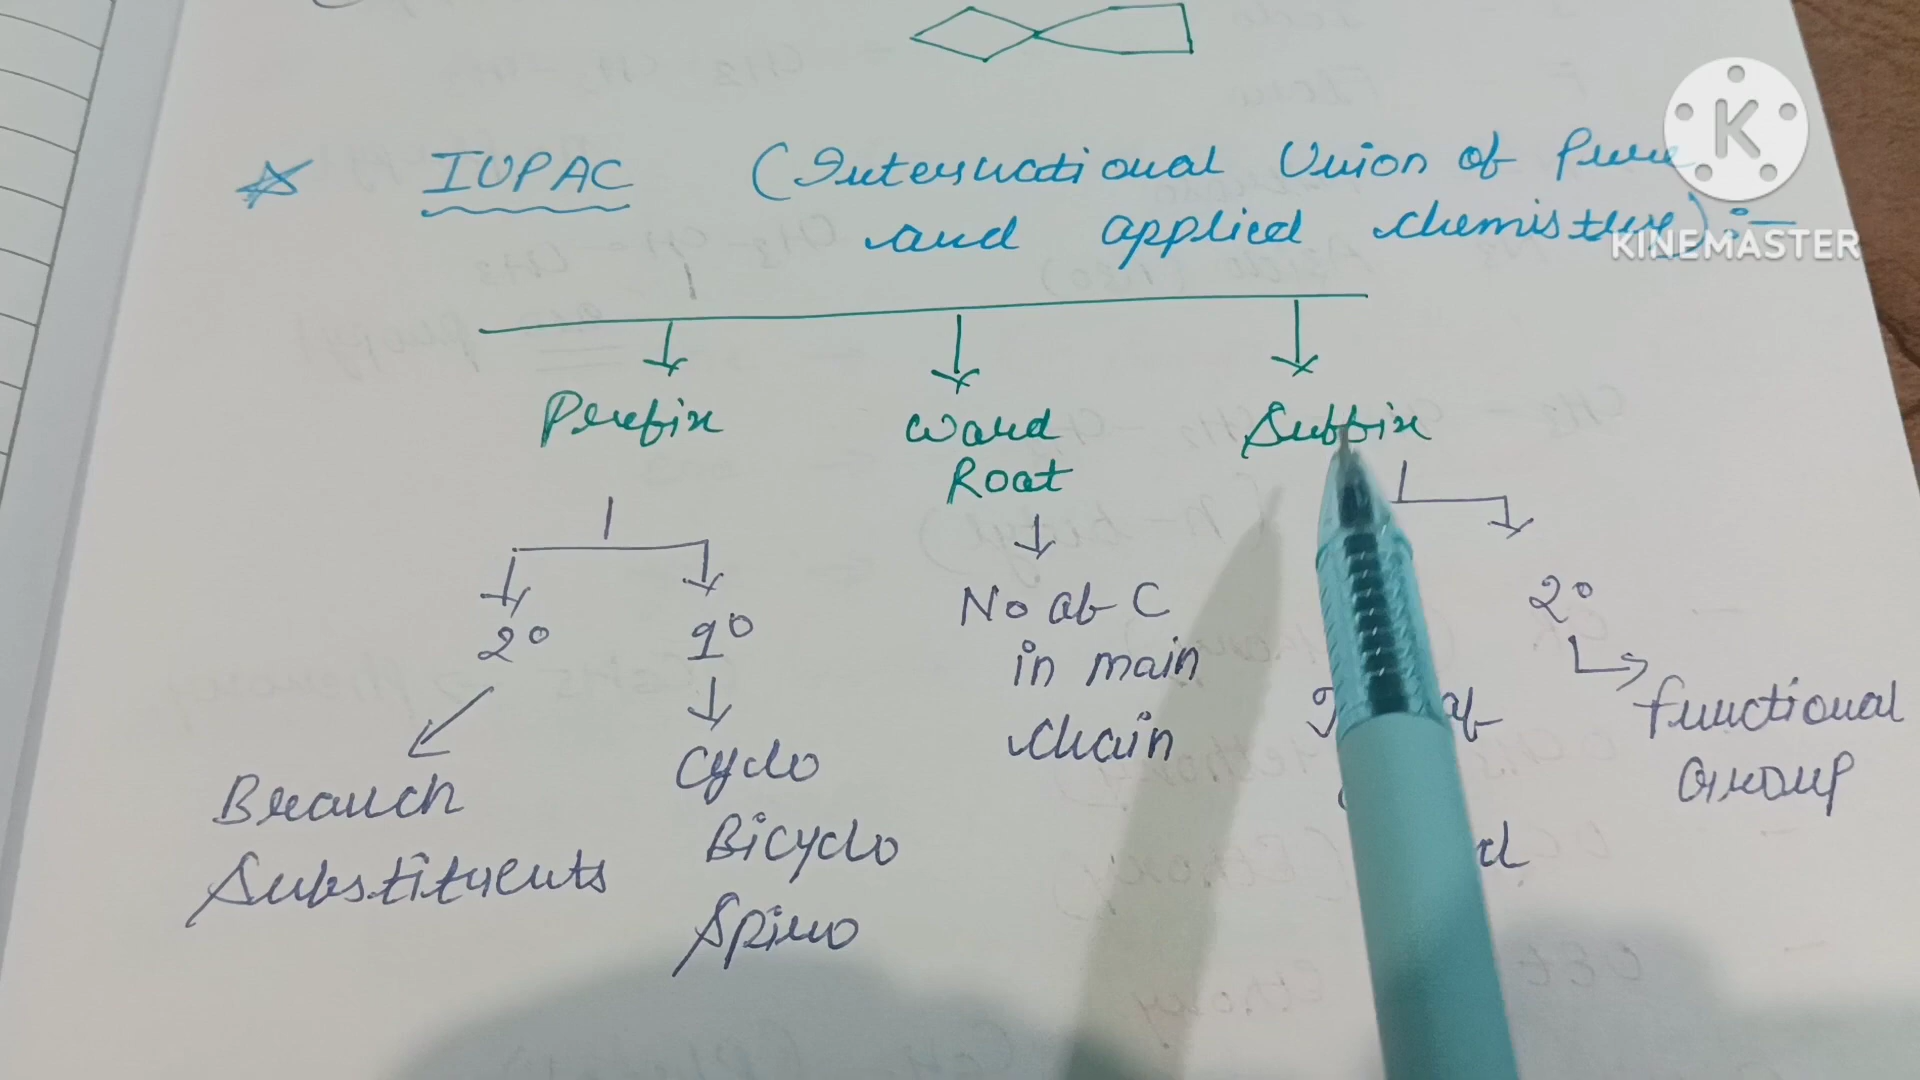 IUPAC (International Union of Pure
and applied chemistry) :-
Prefix Word Suffix
Root
2° 1° No of C 2°
in main
chain
of functional
Group
Branch Cyclo
Substituents Bicyclo
Spiro
K
KINEMASTER